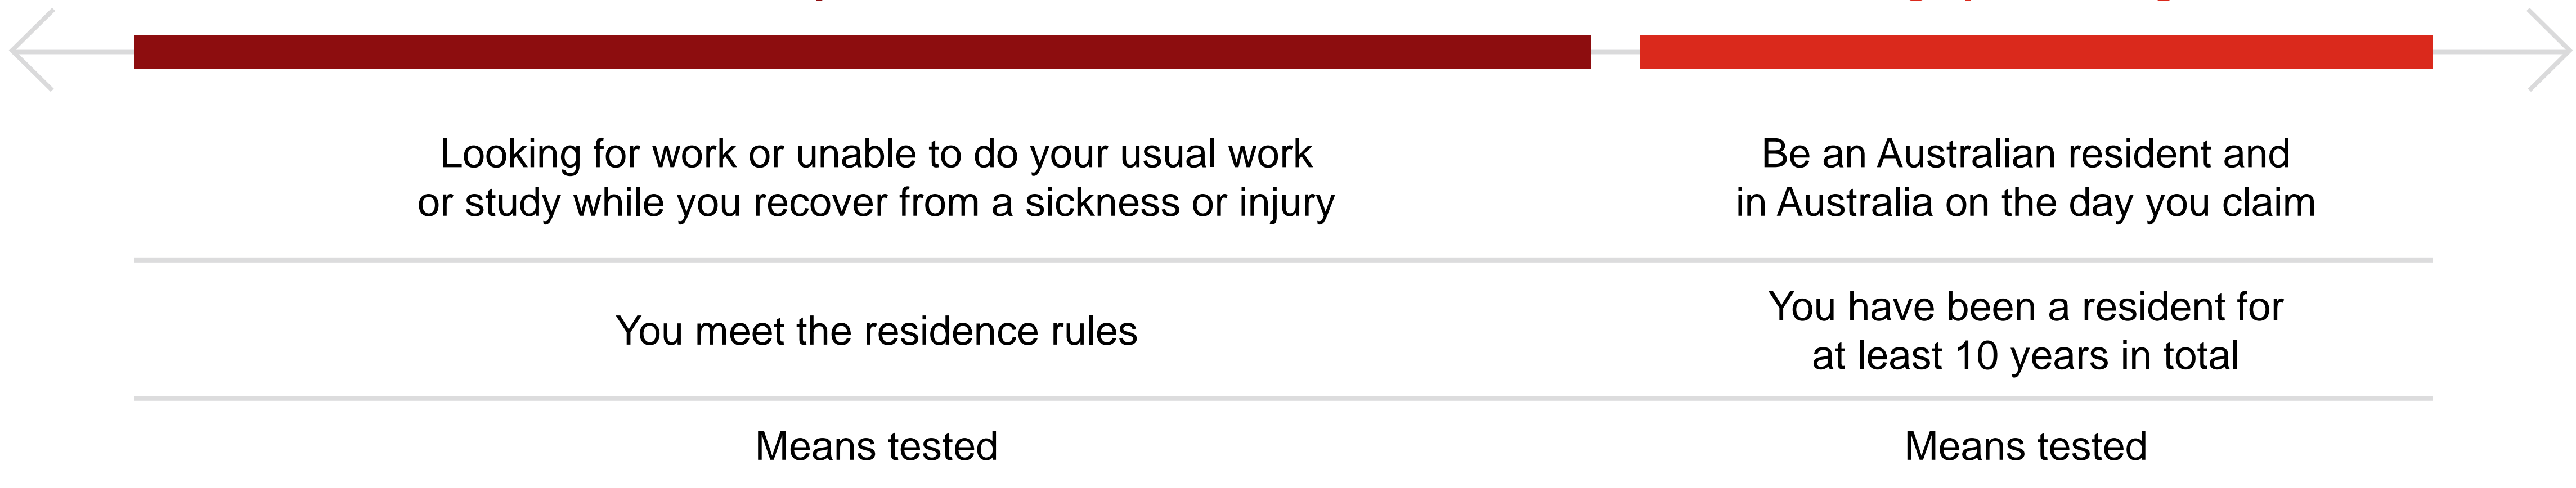 Looking for work or unable to do your usual work
or study while you recover from a sickness or injury
Be an Australian resident and
in Australia on the day you claim
You meet the residence rules
You have been a resident for
at least 10 years in total
Means tested
Means tested